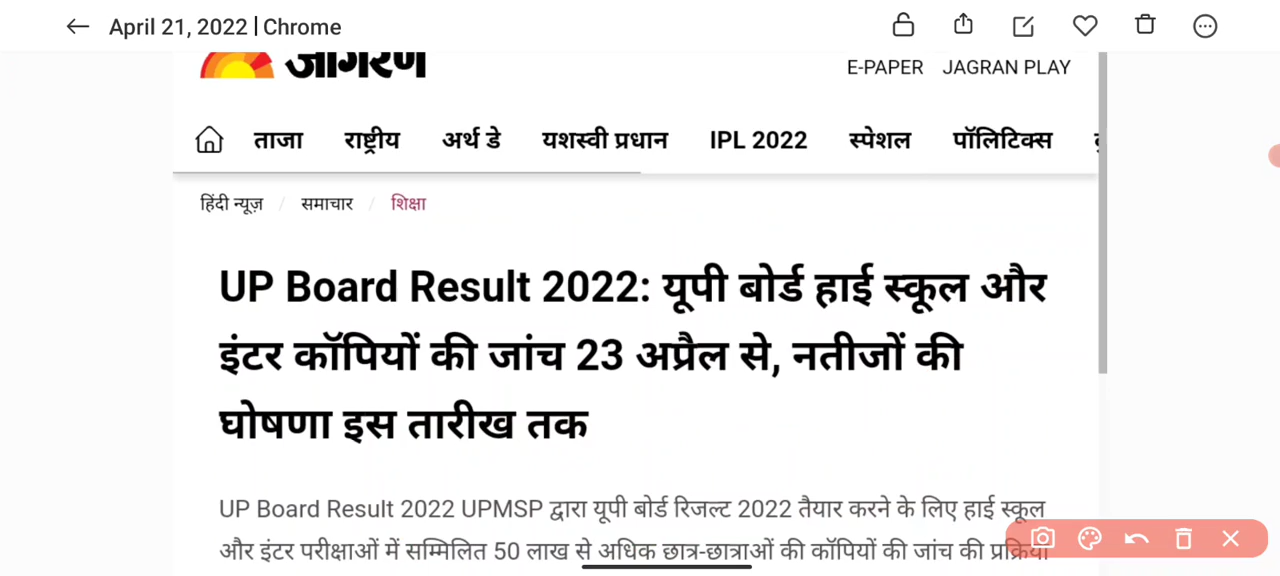 April 21, 2022 | Chrome
जागरण
E-PAPER JAGRAN PLAY
ताजा राष्ट्रीय अर्थ डे यशस्वी प्रधान IPL 2022 स्पेशल पॉलिटिक्स
हिंदी न्यूज़ / समाचार / शिक्षा
UP Board Result 2022: यूपी बोर्ड हाई स्कूल और
इंटर कॉपियों की जांच 23 अप्रैल से, नतीजों की
घोषणा इस तारीख तक
UP Board Result 2022 UPMSP द्वारा यूपी बोर्ड रिजल्ट 2022 तैयार करने के लिए हाई स्कूल
और इंटर परीक्षाओं में सम्मिलित 50 लाख से अधिक छात्र-छात्राओं की कॉपियों की जांच की प्रक्रिया